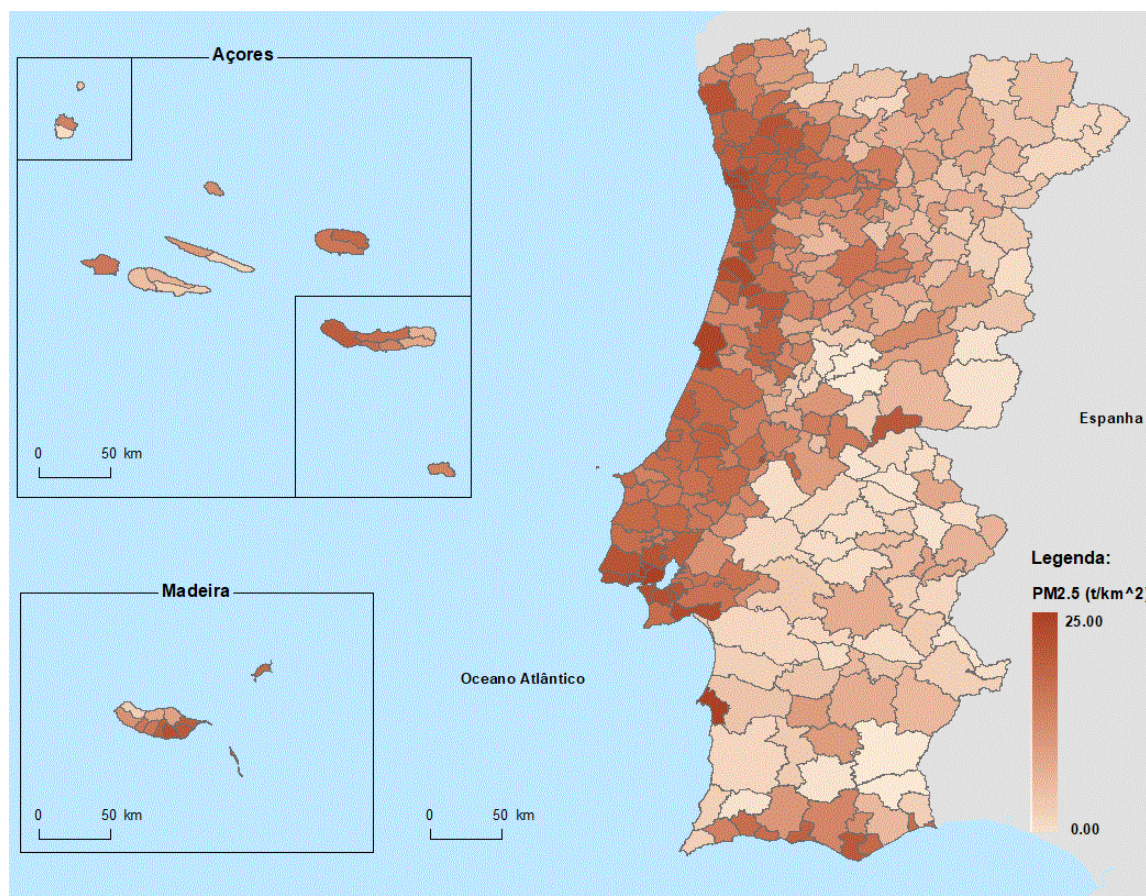 Açores
0 50 km
Madeira
0 50 km
Oceano Atlântico
0 50 km
Espanha
Legenda:
PM2.5 (t/km^2)
25.00
0.00